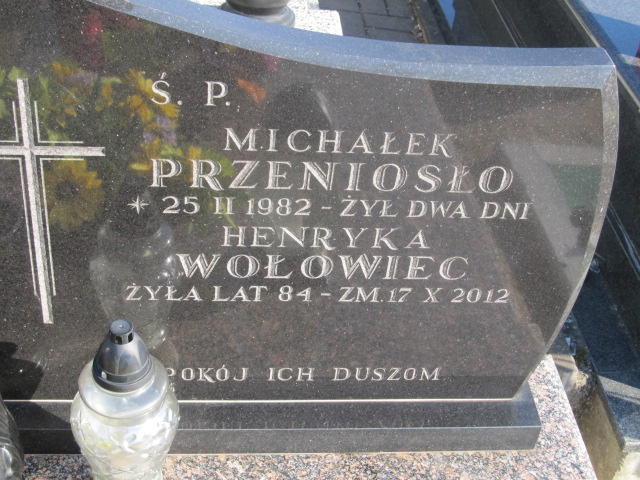 Ś. P.
MICHAŁEK
PRZENIOSŁO
* 25 II 1982 - ŻYŁ DWA DNI
HENRYKA
WOŁOWIEC
ŻYŁA LAT 84 - ZM. 17 X 2012
POKÓJ ICH DUSZOM